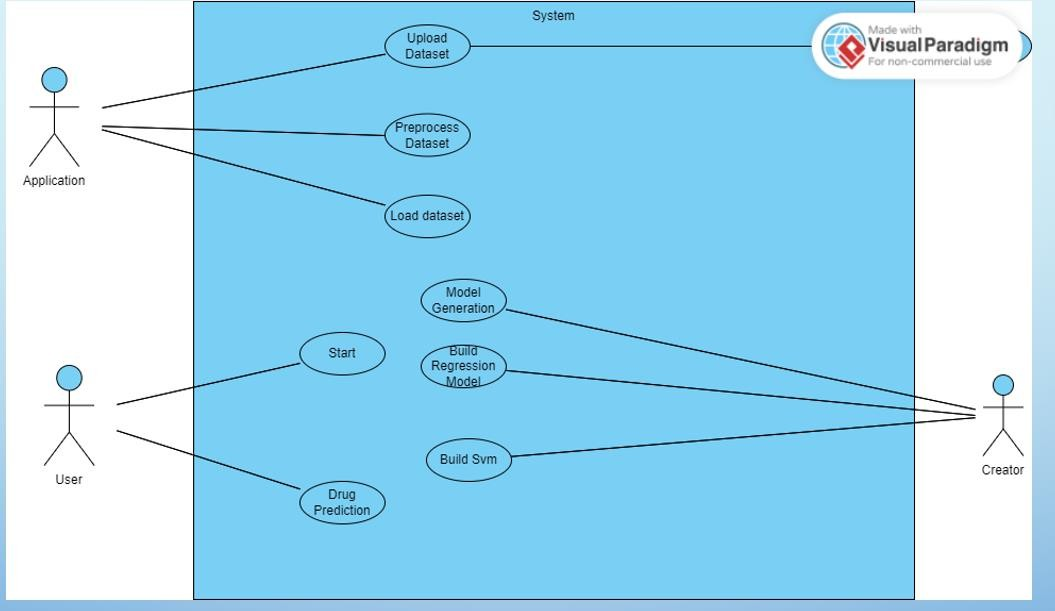 System
Made with
Visual Paradigm
For non-commercial use
Upload
Dataset
Preprocess
Dataset
Application
Load dataset
Model
Generation
Start
Build
Regression
Model
Build Svm
User
Creator
Drug
Prediction